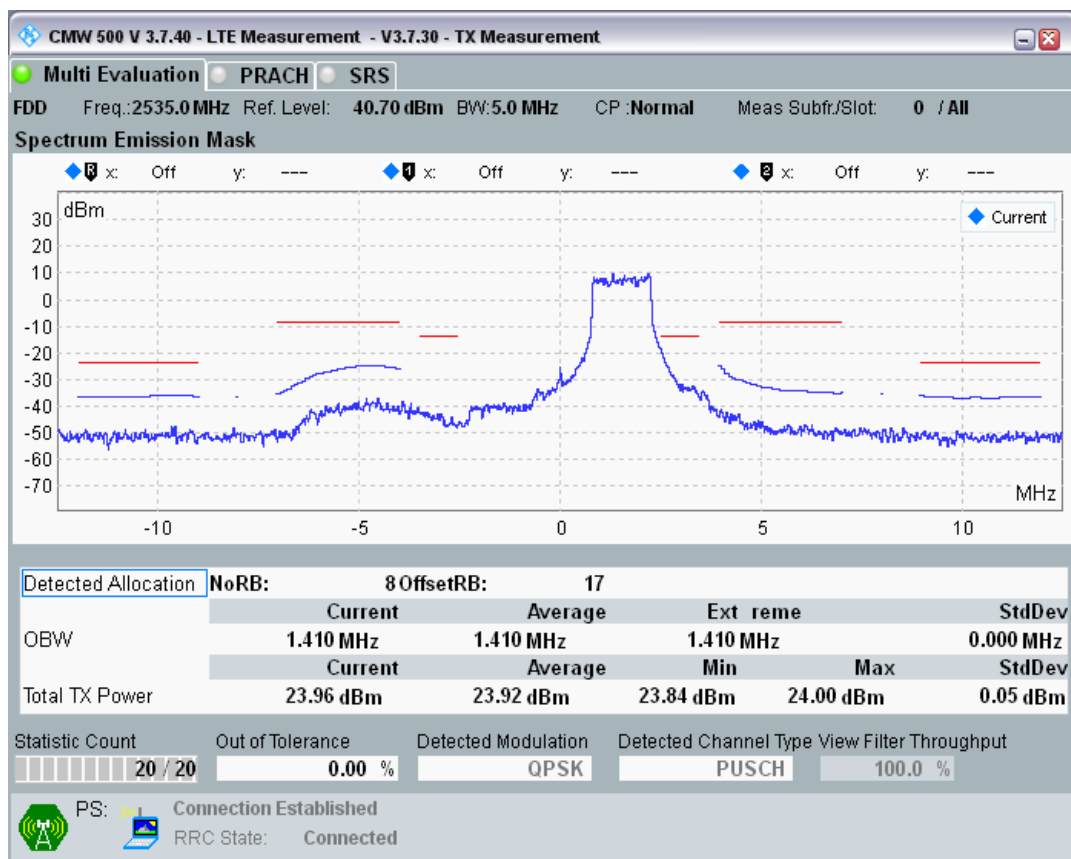 CMW 500 V 3.7.40 - LTE Measurement - V3.7.30 - TX Measurement
Multi Evaluation PRACH SRS
FDD Freq.:2535.0 MHz Ref. Level: 40.70 dBm BW:5.0 MHz CP :Normal Meas Subfr./Slot: 0 / All
Spectrum Emission Mask
R x: Off y: --- 1 x: Off y: --- 2 x: Off y: ---
dBm
Current
30
20
10
0
-10
-20
-30
-40
-50
-60
-70
MHz
-10 -5 0 5 10
Detected Allocation NoRB: 8 OffsetRB: 17
Current Average Ext reme StdDev
OBW 1.410 MHz 1.410 MHz 1.410 MHz 0.000 MHz
Current Average Min Max StdDev
Total TX Power 23.96 dBm 23.92 dBm 23.84 dBm 24.00 dBm 0.05 dBm
Statistic Count Out of Tolerance Detected Modulation Detected Channel Type View Filter Throughput
20 / 20 0.00 % QPSK PUSCH 100.0 %
PS: Connection Established
RRC State: Connected